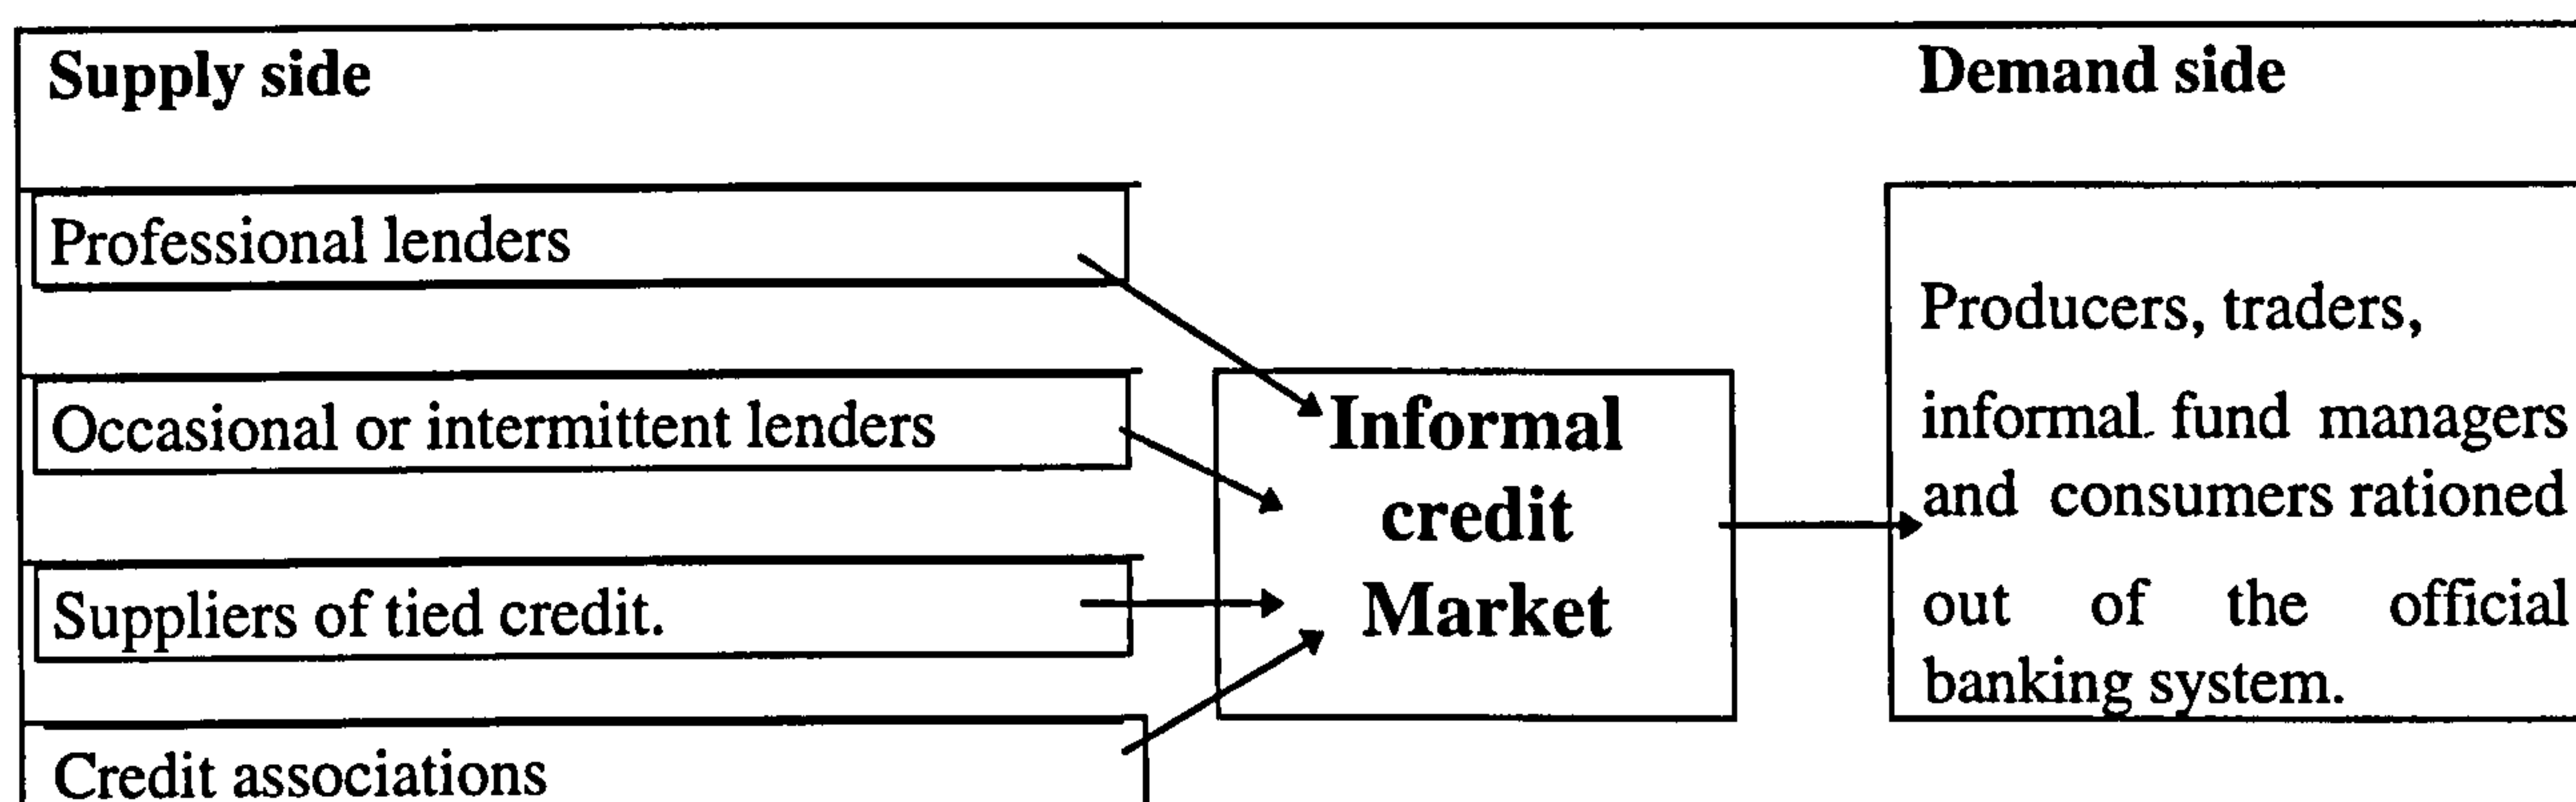 Supply side
Demand side
Professional lenders
Occasional or intermittent lenders
Suppliers of tied credit.
Credit associations
Informal
credit
Market
Producers, traders,
informal fund managers
and consumers rationed
out of the official
banking system.